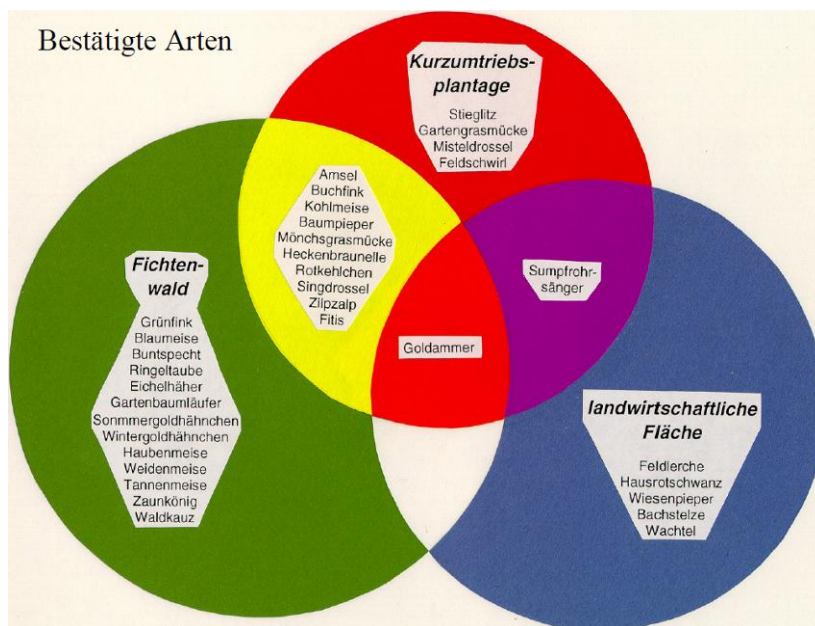 Bestätigte Arten
Kurzumtriebs-
plantage
Stieglitz
Gartengrasmücke
Misteldrossel
Feldschwirl
Amsel
Buchfink
Kohlmeise
Baumpieper
Mönchsgrasmücke
Heckenbraunelle
Rotkehlchen
Singdrossel
Zilpzalp
Fitis
Fichten-
wald
Grünfink
Blaumeise
Buntspecht
Ringeltaube
Eichelhäher
Gartenbaumläufer
Sonmmergoldhähnchen
Wintergoldhähnchen
Haubenmeise
Weidenmeise
Tannenmeise
Zaunkönig
Waldkauz
Sumpfrohr-
sänger
Goldammer
landwirtschaftliche
Fläche
Feldlerche
Hausrotschwanz
Wiesenpieper
Bachstelze
Wachtel